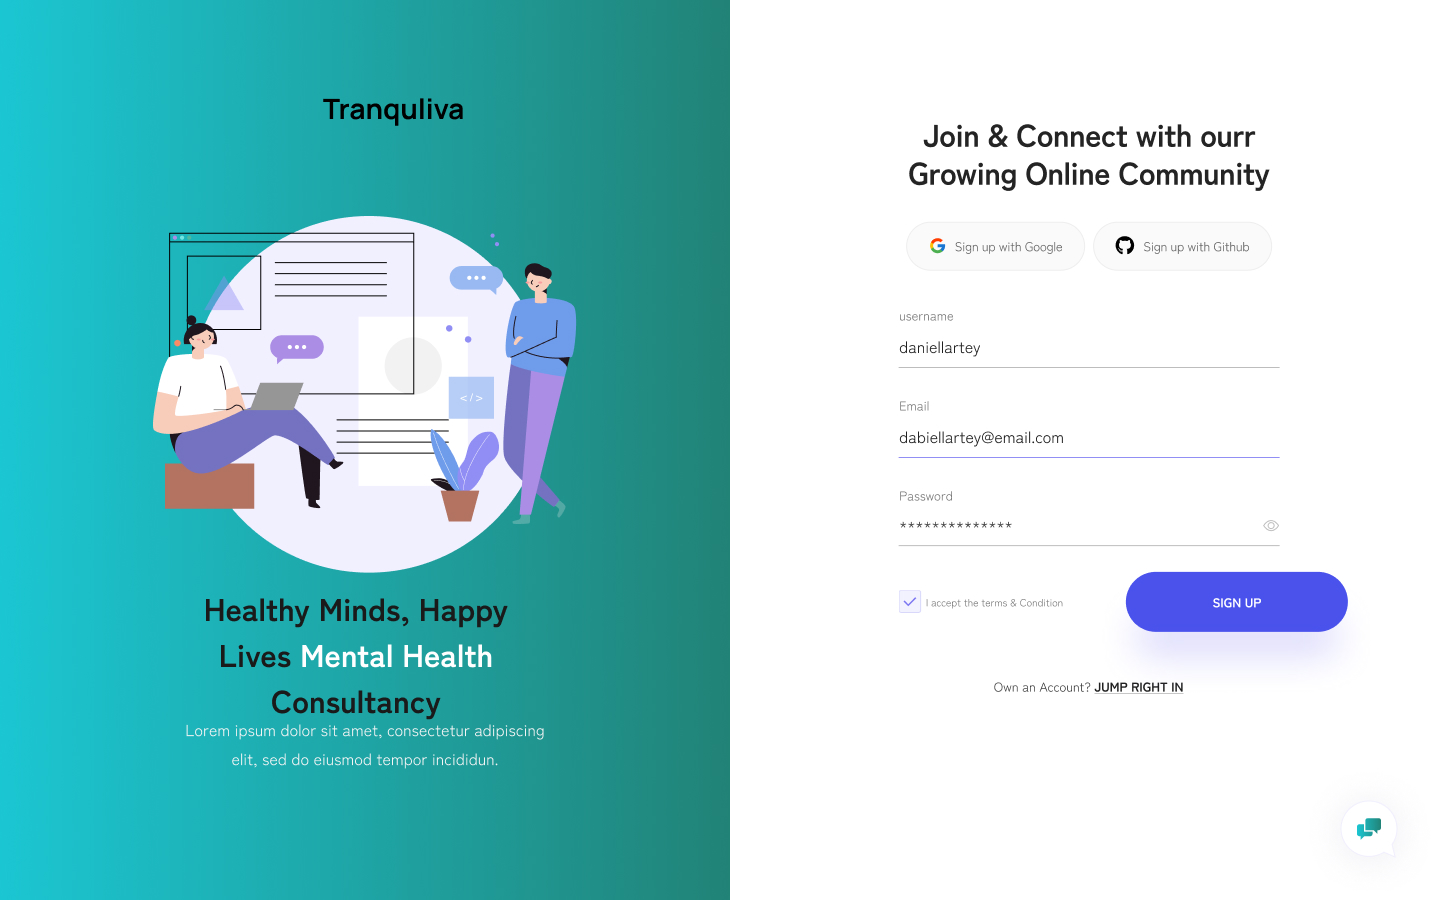 Tranquliva
</>
Healthy Minds, Happy
Lives Mental Health
Consultancy
Lorem ipsum dolor sit amet, consectetur adipiscing
elit, sed do eiusmod tempor incididun.
Join & Connect with ourr
Growing Online Community
Sign up with Google
Sign up with Github
username
daniellartey
Email
dabiellartey@email.com
Password
**************
I accept the terms & Condition
SIGN UP
Own an Account? JUMP RIGHT IN